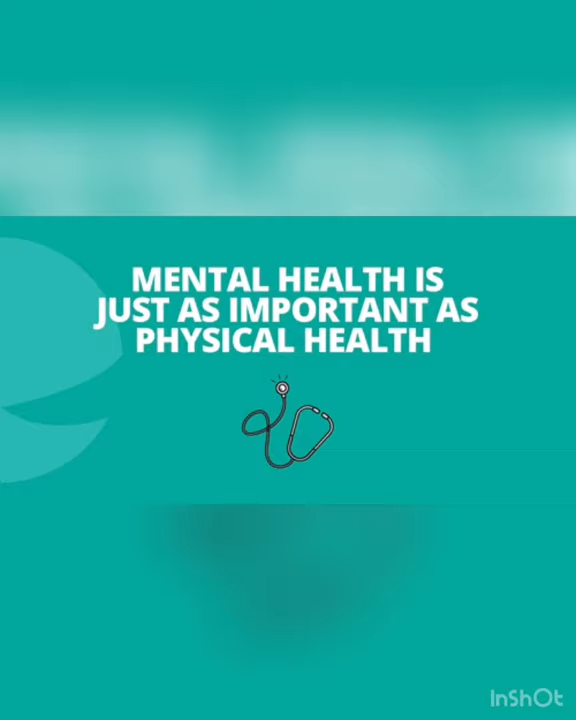 MENTAL HEALTH IS
JUST AS IMPORTANT AS
PHYSICAL HEALTH
InShOt